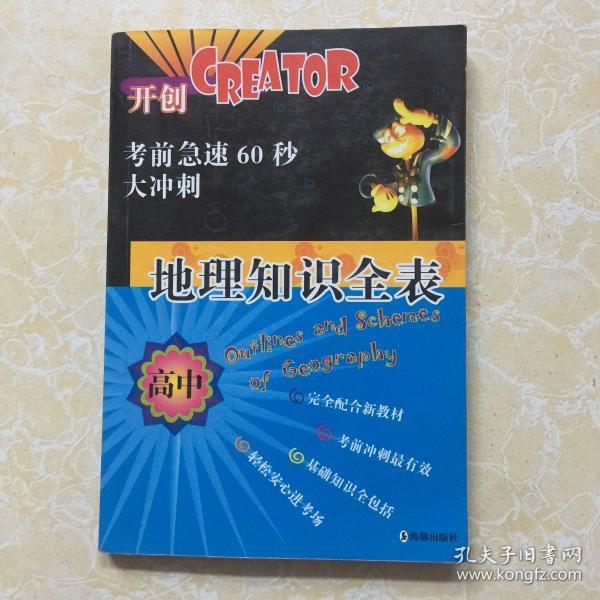 CREATOR
开创
考前急速60秒
大冲刺
地理知识全表
Outlines and Schemes
of Geography
高中
完全配合新教材
考前冲刺最有效
基础知识全包括
轻松安心进考场
海豚出版社
孔夫子旧书网
www.kongfz.com